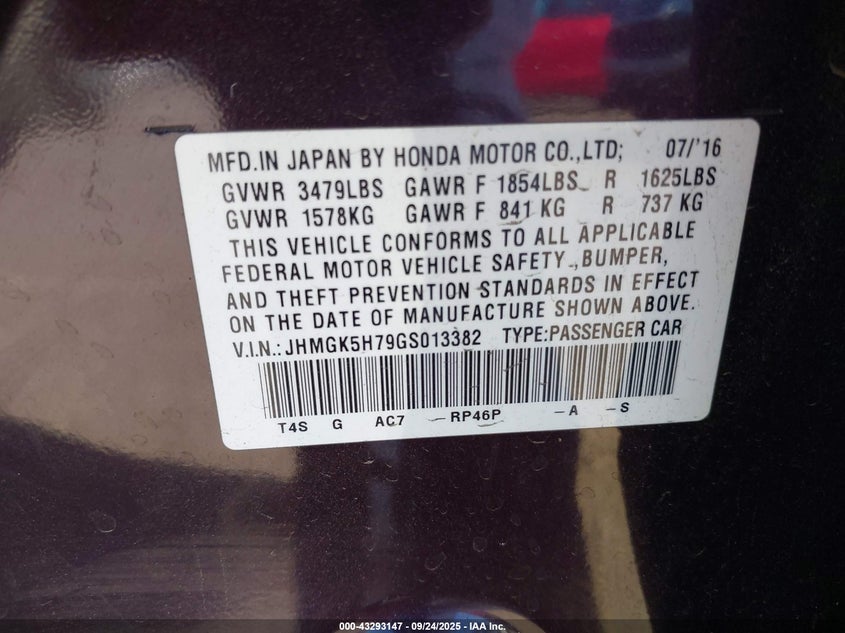 MFD.IN JAPAN BY HONDA MOTOR CO.,LTD; 07/'16
GVWR 3479LBS GAWR F 1854LBS R 1625LBS
GVWR 1578KG GAWR F 841 KG R 737 KG
THIS VEHICLE CONFORMS TO ALL APPLICABLE
FEDERAL MOTOR VEHICLE SAFETY ,BUMPER,
AND THEFT PREVENTION STANDARDS IN EFFECT
ON THE DATE OF MANUFACTURE SHOWN ABOVE.
V.I.N.: JHMGK5H79GS013382 TYPE:PASSENGER CAR
T4S G AC7 —RP46P —A —S
000-43293147 - 09/24/2025 - IAA Inc.